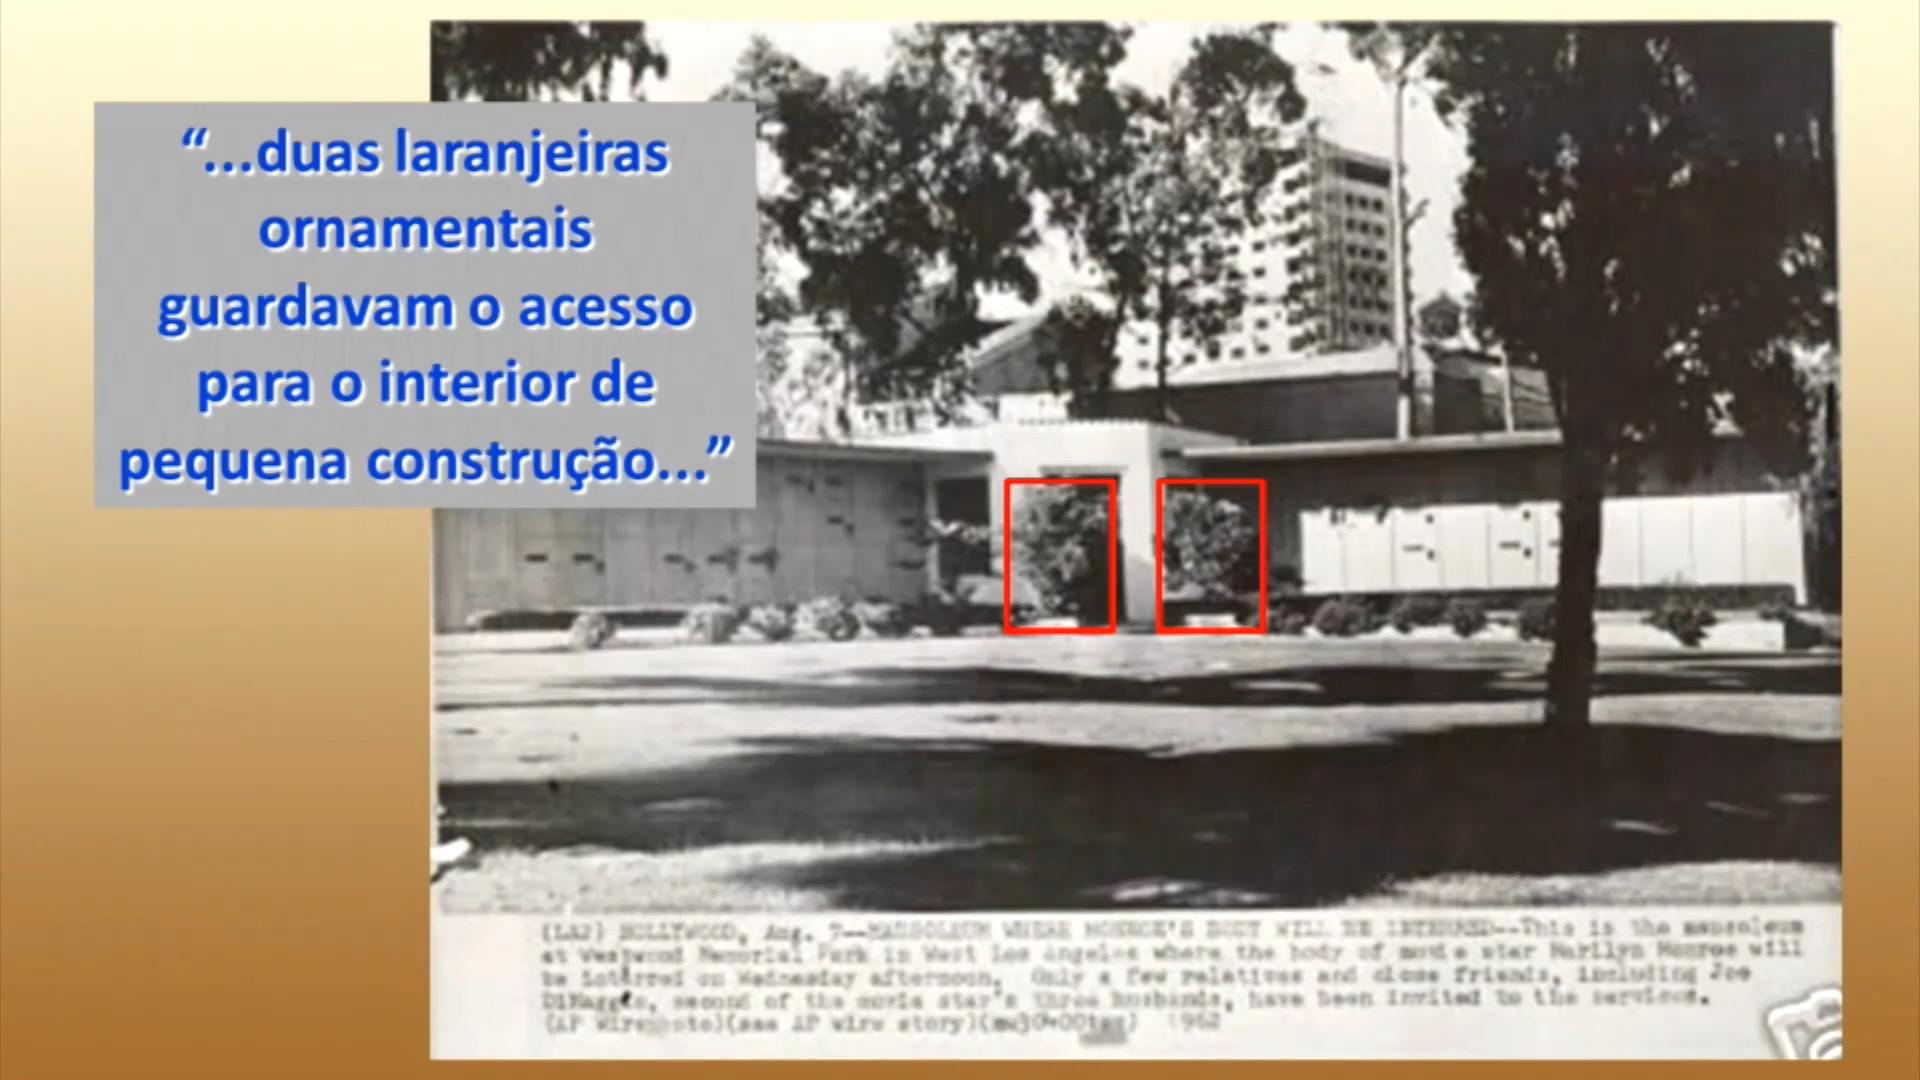 “...duas laranjeiras
ornamentais
guardavam o acesso
para o interior de
pequena construção...”
(LA2) HOLLYWOOD, Aug. 7--MAUSOLEUM WHERE MONROE'S BODY WILL BE INTERRED--This is the mausoleum
at Westwood Memorial Park in West Los Angeles where the body of movie star Marilyn Monroe will
be interred on Wednesday afternoon. Only a few relatives and close friends, including Joe
DiMaggio, second of the movie star's three husbands, have been invited to the services.
(AP Wirephoto)(see AP wire story) 1962